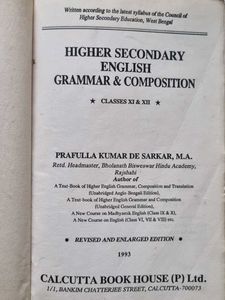 Written according to the latest syllabus of the Council of
Higher Secondary Education, West Bengal
HIGHER SECONDARY
ENGLISH
GRAMMAR & COMPOSITION
★ CLASSES XI & XII ★
PRAFULLA KUMAR DE SARKAR, M.A.
Retd. Headmaster, Bholanath Bisweswar Hindu Academy,
Rajshahi
Author of
A Text-Book of Higher English Grammar, Composition and Translation
(Unabridged Anglo-Bengali Edition)
A Text-book of Higher English Grammar and Composition
(Unabridged General Edition),
A New Course on Madhyamik English (Class IX & X),
A New Course on English (Class VI, VII & VIII) etc.
★ REVISED AND ENLARGED EDITION ★
1993
CALCUTTA BOOK HOUSE (P) Ltd.
1/1, BANKIM CHATTERJEE STREET, CALCUTTA-700073